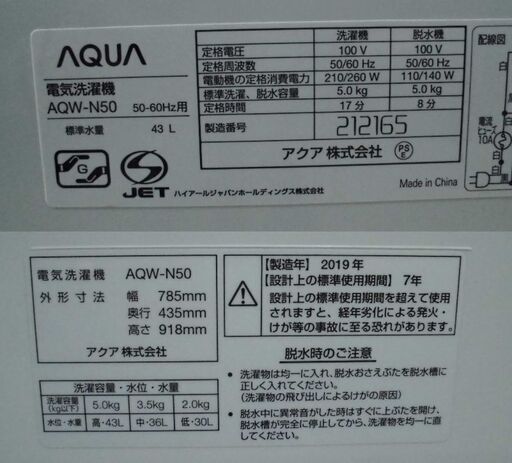 AQUA
電気洗濯機
AQW-N50 50-60Hz用
標準水量 43 L
G
S
JET ハイアールジャパンホールディングス株式会社
洗濯機 脱水機
定格電圧 100 V 100 V
定格周波数 50/60 Hz 50/60 Hz
電動機の定格消費電力 210/260 W 110/140 W
標準洗濯、脱水容量 5.0 kg 5.0 kg
定格時間 17 分 8 分
製造番号 212165
アクア株式会社 PSE
Made in China
配線図
白
電流
ヒューズ
10A
白
白
電気洗濯機 AQW-N50
外形寸法 幅 785mm
奥行 435mm
高さ 918mm
アクア株式会社
洗濯容量・水位・水量
洗濯容量(kg以下) 5.0kg 3.5kg 2.0kg
水位・水量 高・43L 中・36L 低・30L
【製造年】2019年
【設計上の標準使用期間】7年
設計上の標準使用期間を超えて使用
されますと、経年劣化による発火・
けが等の事故に至る恐れがあります。
脱水時のご注意
• 洗濯物は均一に入れ、脱水おさえぶたを脱水槽に
正しく入れてください。
(洗濯物の飛び出しによるけがの原因)
• 脱水中に異常音がした時はすぐに上ぶたを開け、
脱水槽が完全に停止してから、洗濯物を均一に直
してください。